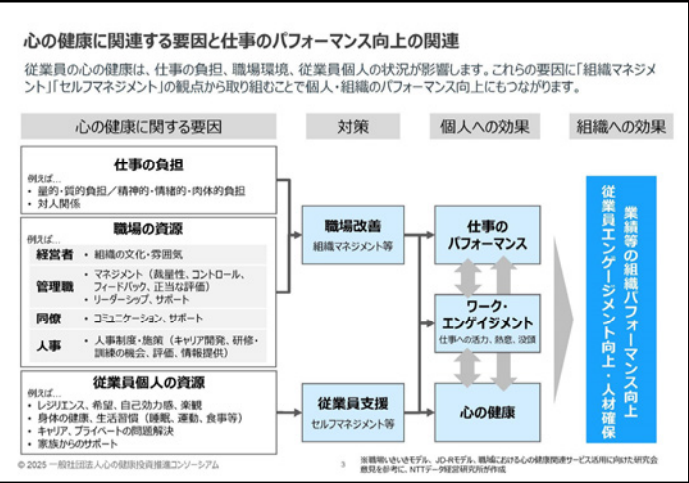 心の健康に関連する要因と仕事のパフォーマンス向上の関連
従業員の心の健康は、仕事の負担、職場環境、従業員個人の状況が影響します。これらの要因に「組織マネジメ
ント」「セルフマネジメント」の観点から取り組むことで個人・組織のパフォーマンス向上にもつながります。
心の健康に関する要因
対策
個人への効果
組織への効果
仕事の負担
例えば…
• 量的・質的負担／精神的・情緒的・肉体的負担
• 対人関係
職場の資源
例えば…
経営者
• 組織の文化・雰囲気
管理職
• マネジメント（裁量性、コントロール、
フィードバック、正当な評価）
• リーダーシップ、サポート
同僚
• コミュニケーション、サポート
人事
• 人事制度・施策（キャリア開発、研修・
訓練の機会、評価、情報提供）
従業員個人の資源
例えば…
• レジリエンス、希望、自己効力感、楽観
• 身体の健康、生活習慣（睡眠、運動、食事等）
• キャリア、プライベートの問題解決
• 家族からのサポート
職場改善
組織マネジメント等
従業員支援
セルフマネジメント等
仕事の
パフォーマンス
ワーク・
エンゲイジメント
仕事への活力、熱意、没頭
心の健康
業績等の組織パフォーマンス向上
従業員エンゲージメント向上・人材確保
© 2025 一般社団法人心の健康投資推進コンソーシアム
3
※職場いきいきモデル、JD-Rモデル、職域における心の健康関連サービス活用に向けた研究会
意見を参考に、NTTデータ経営研究所が作成